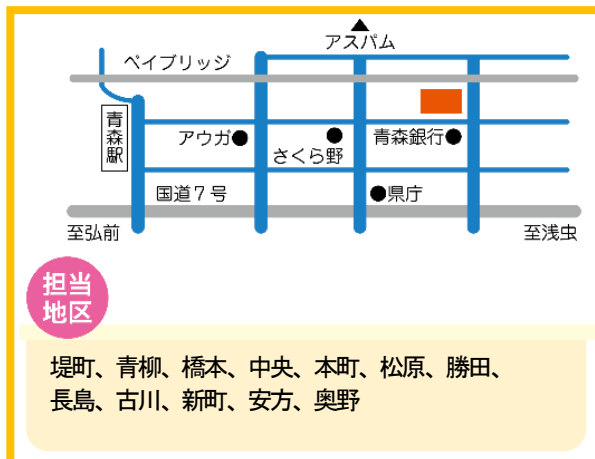 アスパム
ベイブリッジ
青森駅
アウガ
さくら野
青森銀行
国道7号
県庁
至弘前
至浅虫
担当
地区
堤町、青柳、橋本、中央、本町、松原、勝田、
長島、古川、新町、安方、奥野